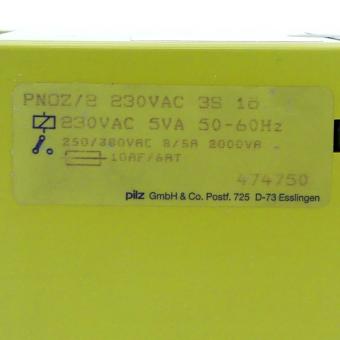 PNOZ/2 230VAC 3S 1ö
230VAC 5VA 50-60Hz
250/380VAC 8/5A 2000VA
10AF/6AT
474750
pilz GmbH & Co. Postf. 725 D-73 Esslingen